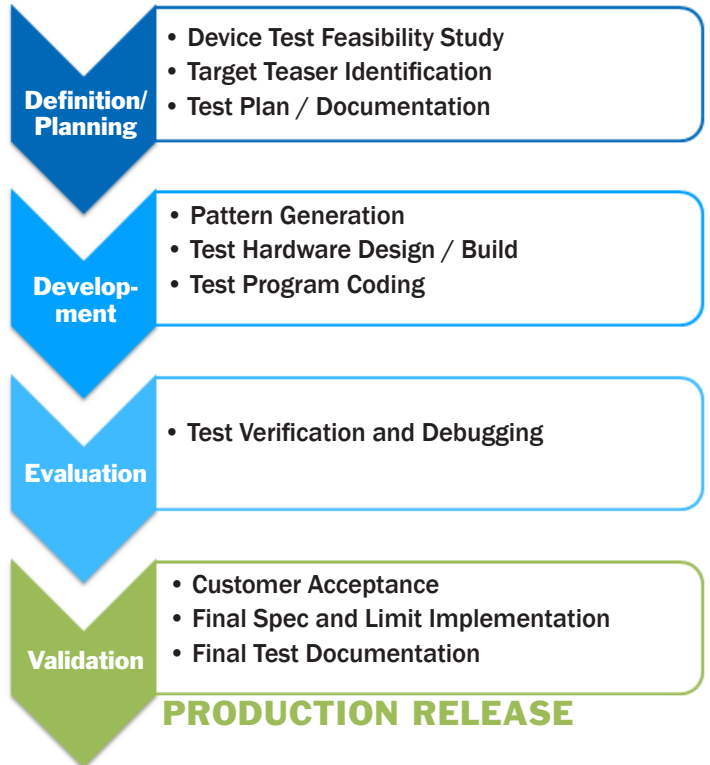 Definition/
Planning
• Device Test Feasibility Study
• Target Teaser Identification
• Test Plan / Documentation
Develop-
ment
• Pattern Generation
• Test Hardware Design / Build
• Test Program Coding
Evaluation
• Test Verification and Debugging
Validation
• Customer Acceptance
• Final Spec and Limit Implementation
• Final Test Documentation
PRODUCTION RELEASE